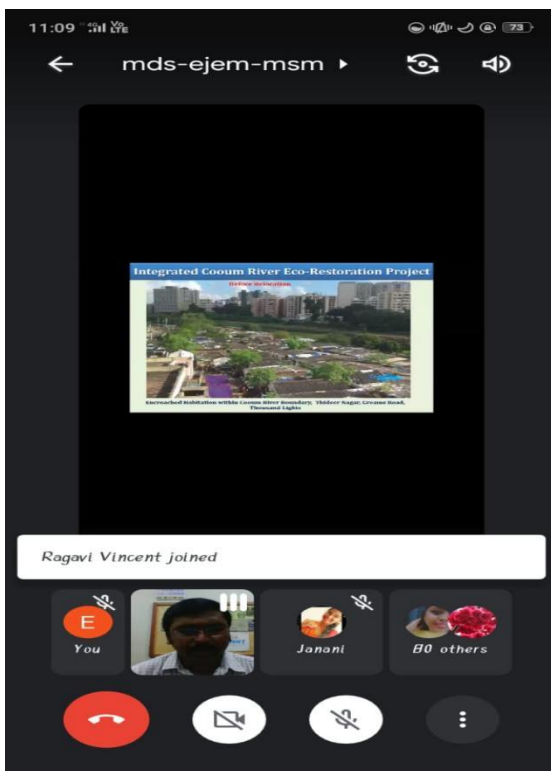 11:09
73
mds-ejem-msm
Integrated Cooum River Eco-Restoration Project
Before Relocation
Encroached Habitation within Cooum River Boundary, Thideer Nagar, Greams Road,
Thousand Lights
Ragavi Vincent joined
E
You
Janani
80 others